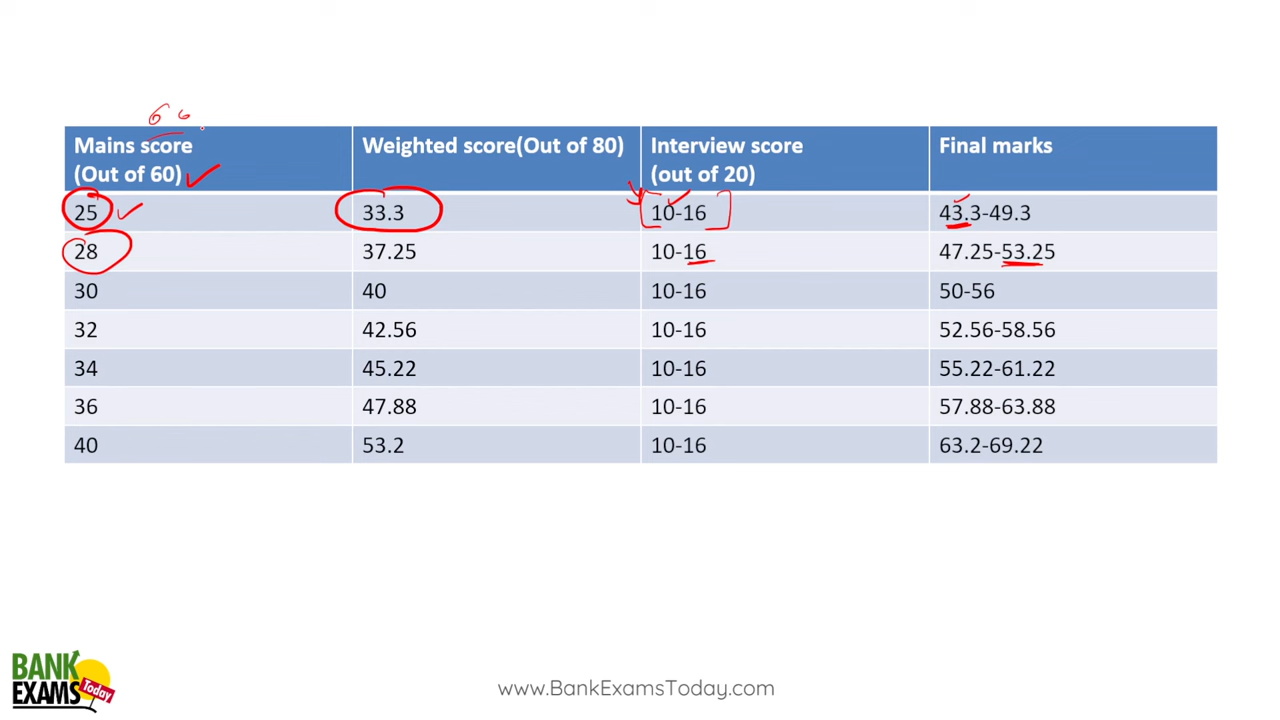 Mains score
(Out of 60)
Weighted score(Out of 80)
Interview score
(out of 20)
Final marks
25 33.3 10-16 43.3-49.3
28 37.25 10-16 47.25-53.25
30 40 10-16 50-56
32 42.56 10-16 52.56-58.56
34 45.22 10-16 55.22-61.22
36 47.88 10-16 57.88-63.88
40 53.2 10-16 63.2-69.22
BANK
EXAMS Today
www.BankExamsToday.com